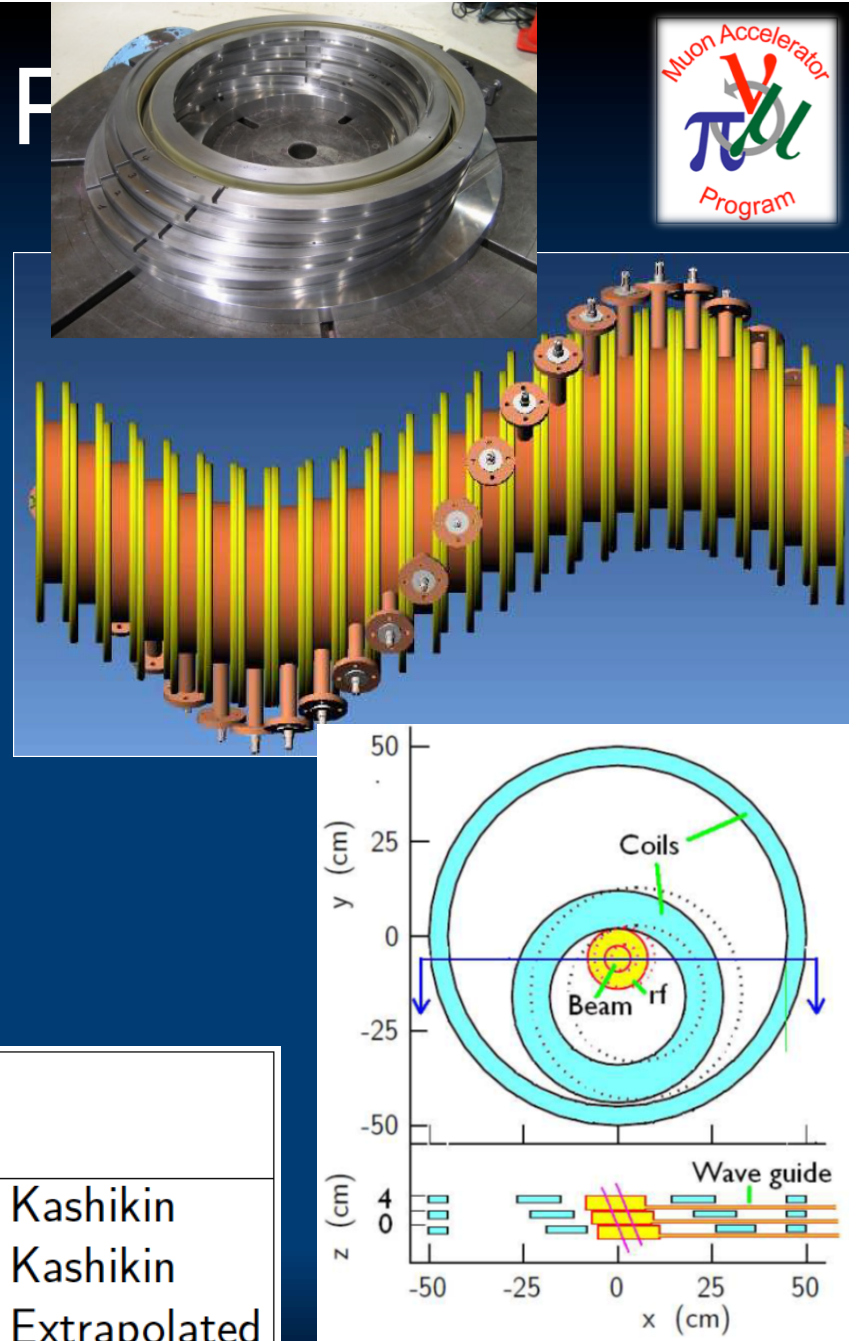 Muon Accelerator
ν
πμ
Program
50
25
0
-25
-50
y (cm)
Coils
Beam
rf
Wave guide
4
0
z (cm)
-50
-25
0
25
50
x (cm)
Kashikin
Kashikin
Extrapolated